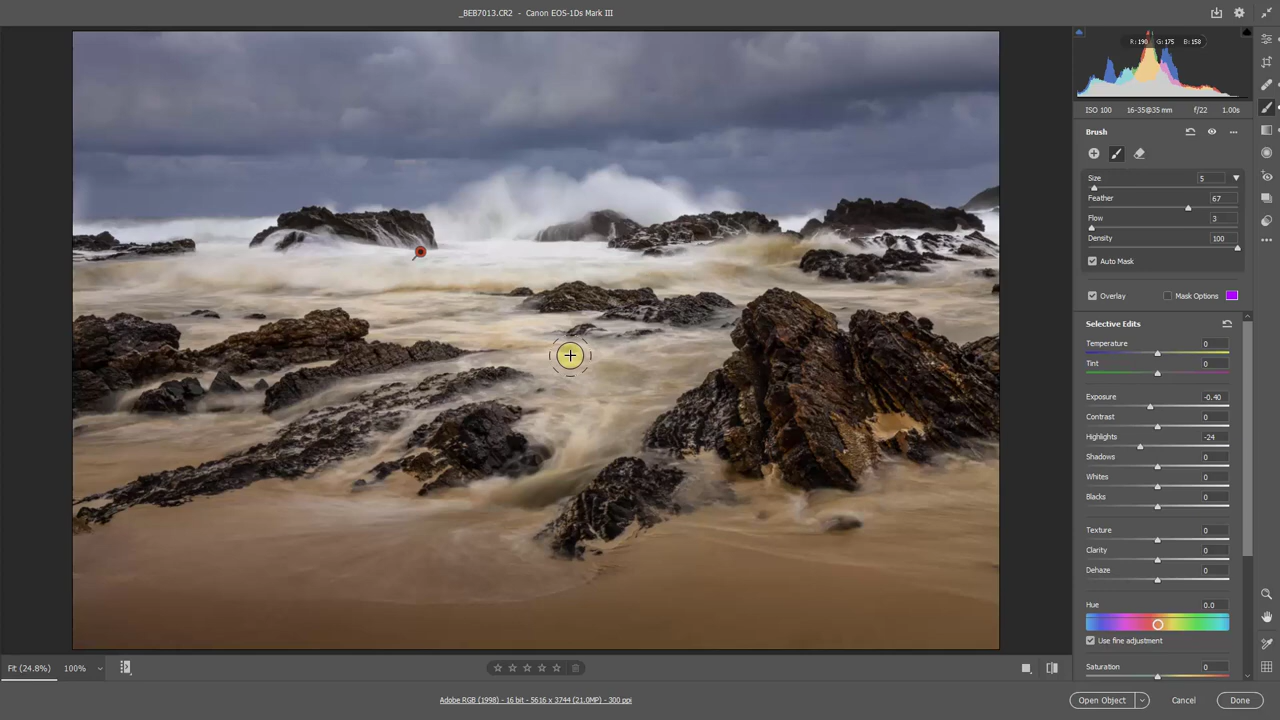 _BEB7013.CR2 - Canon EOS-1Ds Mark III
R: 190 G: 175 B: 158
ISO 100 16-35@35 mm f/22 1.00s
Brush
Size 5
Feather 67
Flow 3
Density 100
Auto Mask
Overlay Mask Options
Selective Edits
Temperature 0
Tint 0
Exposure -0.40
Contrast 0
Highlights -24
Shadows 0
Whites 0
Blacks 0
Texture 0
Clarity 0
Dehaze 0
Hue 0.0
Use fine adjustment
Saturation 0
Fit (24.8%) 100%
Adobe RGB (1998) - 16 bit - 5616 x 3744 (21.0MP) - 300 ppi
Open Object Cancel Done